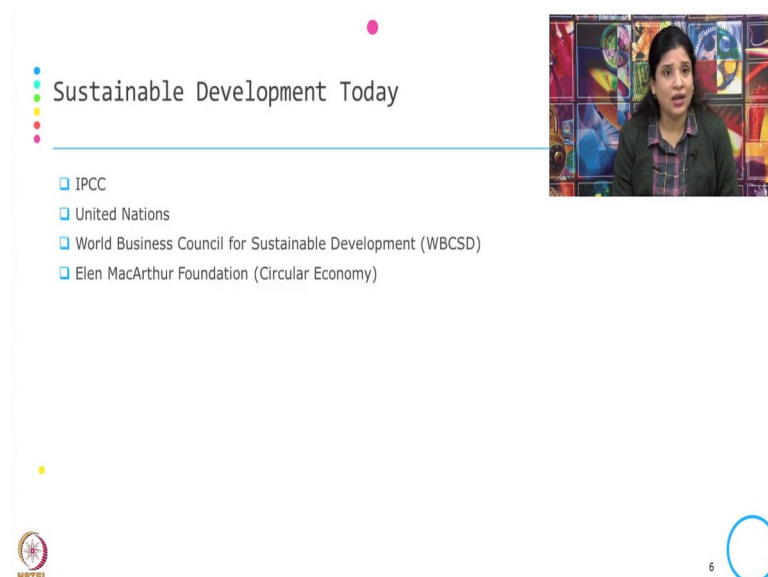 Sustainable Development Today
IPCC
United Nations
World Business Council for Sustainable Development (WBCSD)
Elen MacArthur Foundation (Circular Economy)
NPTEL
6